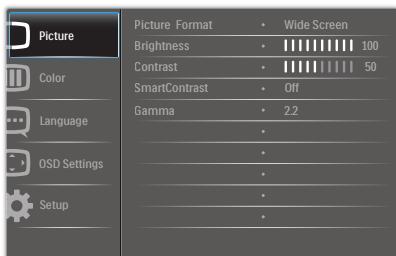 Picture
Color
Language
OSD Settings
Setup
Picture Format • Wide Screen
Brightness • 100
Contrast • 50
SmartContrast • Off
Gamma • 2.2
•
•
•
•
•